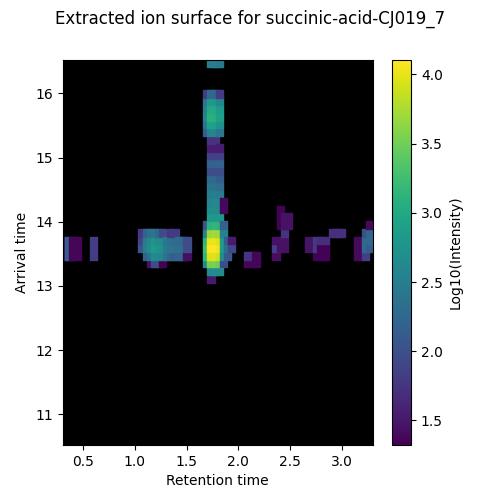 Extracted ion surface for succinic-acid-CJ019_7
16
15
14
13
12
11
Arrival time
0.5 1.0 1.5 2.0 2.5 3.0
Retention time
4.0
3.5
3.0
2.5
2.0
1.5
Log10(Intensity)